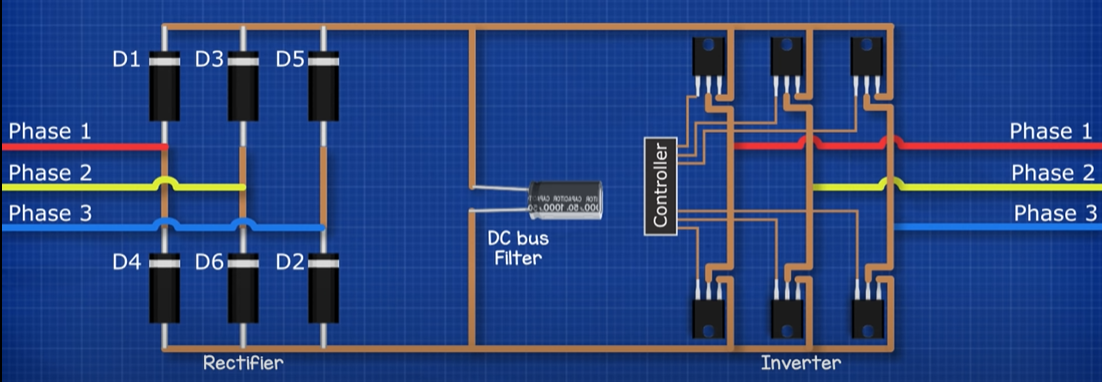 D1
D3
D5
Phase 1
Phase 2
Phase 3
D4
D6
D2
Rectifier
DC bus
Filter
Controller
Inverter
Phase 1
Phase 2
Phase 3